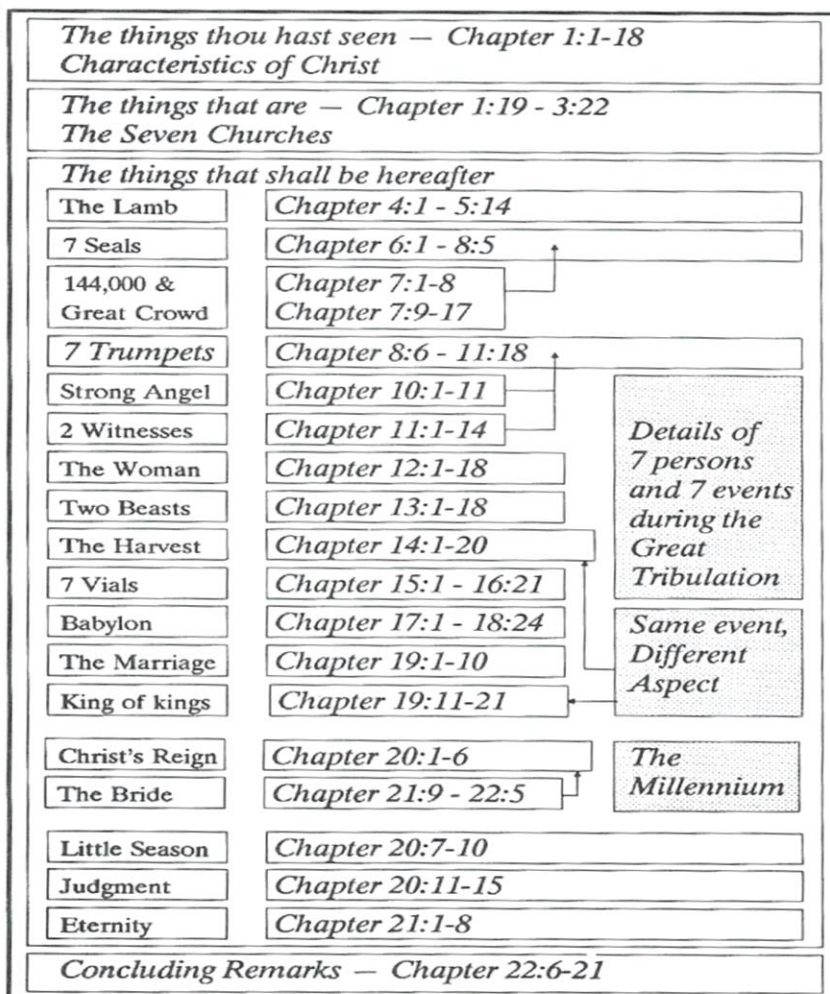 The things thou hast seen — Chapter 1:1-18
Characteristics of Christ
The things that are — Chapter 1:19 - 3:22
The Seven Churches
The things that shall be hereafter
The Lamb Chapter 4:1 - 5:14
7 Seals Chapter 6:1 - 8:5
144,000 & Chapter 7:1-8
Great Crowd Chapter 7:9-17
7 Trumpets Chapter 8:6 - 11:18
Strong Angel Chapter 10:1-11
2 Witnesses Chapter 11:1-14
The Woman Chapter 12:1-18
Two Beasts Chapter 13:1-18
The Harvest Chapter 14:1-20
7 Vials Chapter 15:1 - 16:21
Babylon Chapter 17:1 - 18:24
The Marriage Chapter 19:1-10
King of kings Chapter 19:11-21
Details of
7 persons
and 7 events
during the
Great
Tribulation
Same event,
Different
Aspect
Christ's Reign Chapter 20:1-6
The Bride Chapter 21:9 - 22:5
The
Millennium
Little Season Chapter 20:7-10
Judgment Chapter 20:11-15
Eternity Chapter 21:1-8
Concluding Remarks — Chapter 22:6-21